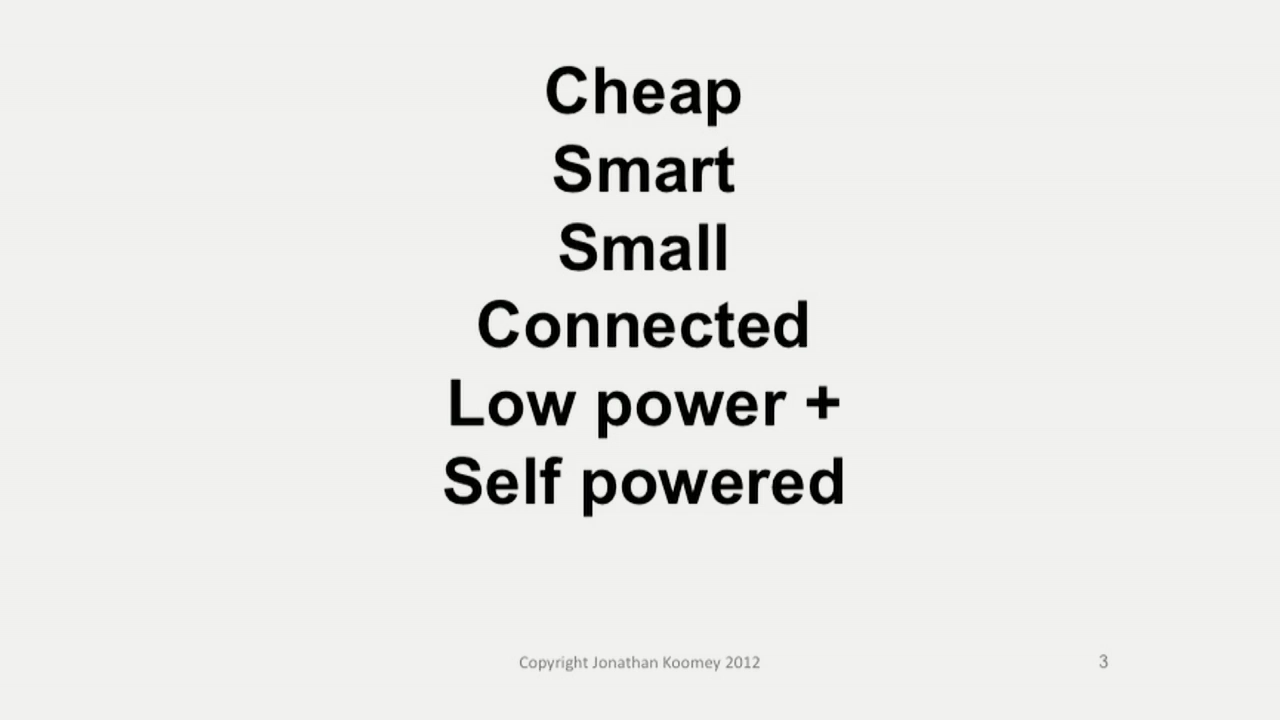 Cheap
Smart
Small
Connected
Low power +
Self powered
Copyright Jonathan Koomey 2012
3